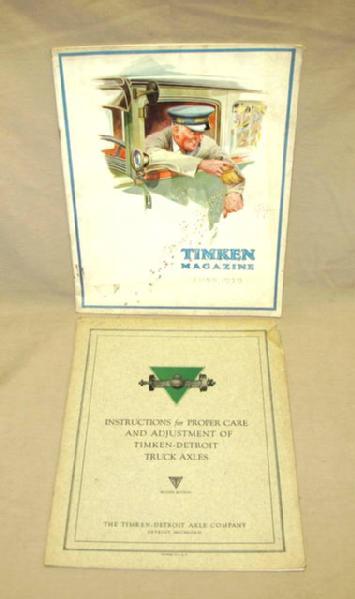 TIMKEN
MAGAZINE
INSTRUCTIONS for PROPER CARE
AND ADJUSTMENT OF
TIMKEN-DETROIT
TRUCK AXLES
THE TIMKEN-DETROIT AXLE COMPANY
DETROIT, MICHIGAN